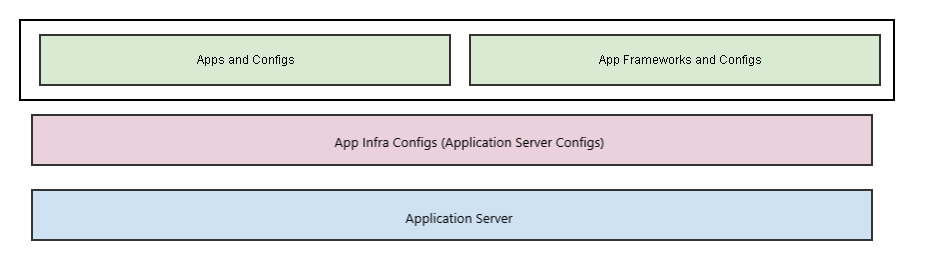 Apps and Configs
App Frameworks and Configs
App Infra Configs (Application Server Configs)
Application Server